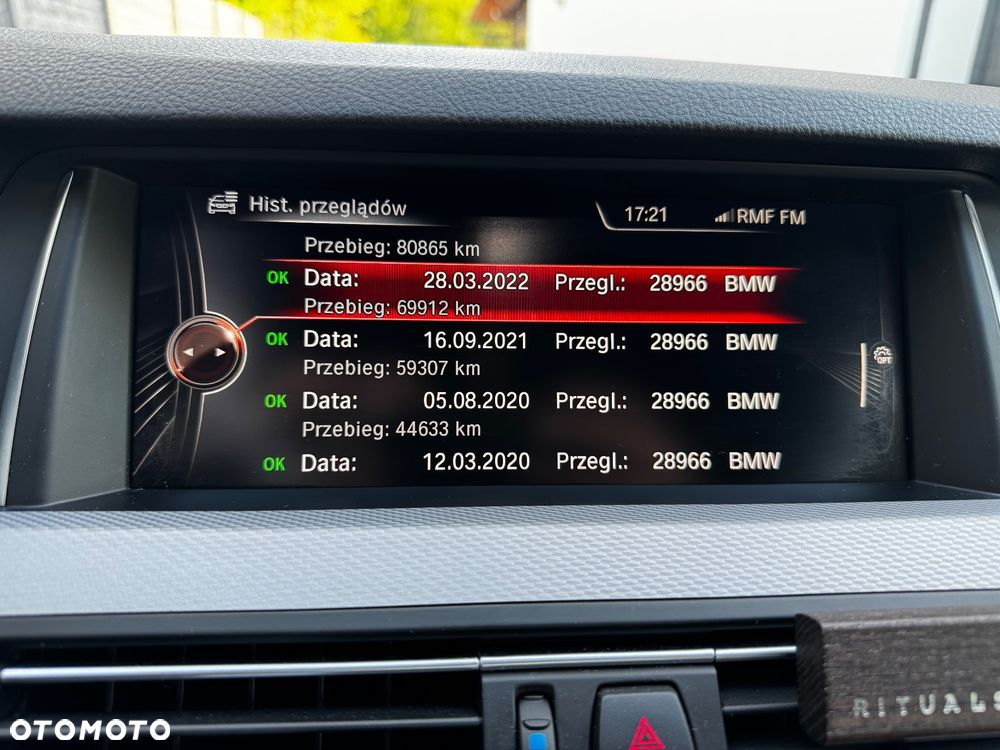 Hist. przeglądów
17:21
RMF FM
Przebieg: 80865 km
OK Data: 28.03.2022 Przegl.: 28966 BMW
Przebieg: 69912 km
OK Data: 16.09.2021 Przegl.: 28966 BMW
Przebieg: 59307 km
OPT
OK Data: 05.08.2020 Przegl.: 28966 BMW
Przebieg: 44633 km
OK Data: 12.03.2020 Przegl.: 28966 BMW
RITUALS
OTOMOTO